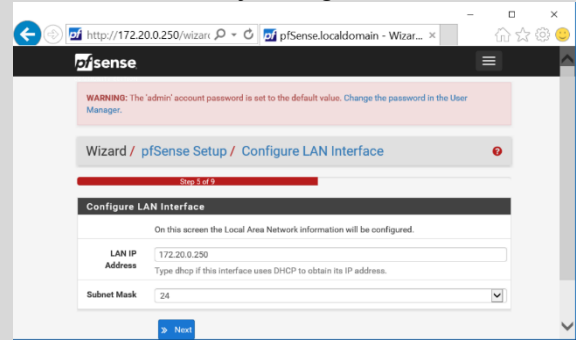 http://172.20.0.250/wizard
pfSense.localdomain - Wizar...
pfsense
WARNING: The 'admin' account password is set to the default value. Change the password in the User
Manager.
Wizard / pfSense Setup / Configure LAN Interface
Step 5 of 9
Configure LAN Interface
On this screen the Local Area Network information will be configured.
LAN IP
Address
172.20.0.250
Type dhcp if this interface uses DHCP to obtain its IP address.
Subnet Mask
24
» Next